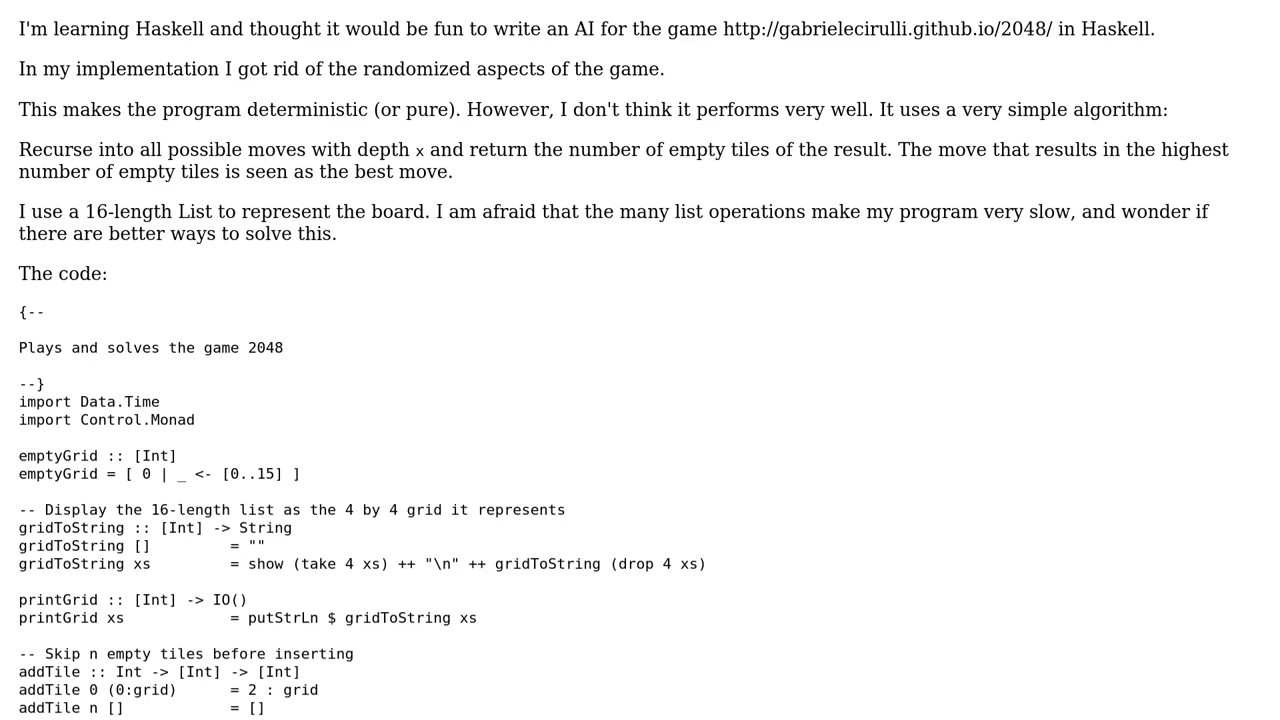 I'm learning Haskell and thought it would be fun to write an AI for the game http://gabrielecirulli.github.io/2048/ in Haskell.
In my implementation I got rid of the randomized aspects of the game.
This makes the program deterministic (or pure). However, I don't think it performs very well. It uses a very simple algorithm:
Recurse into all possible moves with depth x and return the number of empty tiles of the result. The move that results in the highest
number of empty tiles is seen as the best move.
I use a 16-length List to represent the board. I am afraid that the many list operations make my program very slow, and wonder if
there are better ways to solve this.
The code:
{--
Plays and solves the game 2048
--}
import Data.Time
import Control.Monad
emptyGrid :: [Int]
emptyGrid = [ 0 | _ <- [0..15] ]
-- Display the 16-length list as the 4 by 4 grid it represents
gridToString :: [Int] -> String
gridToString []         = ""
gridToString xs         = show (take 4 xs) ++ "\n" ++ gridToString (drop 4 xs)
printGrid :: [Int] -> IO()
printGrid xs            = putStrLn $ gridToString xs
-- Skip n empty tiles before inserting
addTile :: Int -> [Int] -> [Int]
addTile 0 (0:grid)      = 2 : grid
addTile n []            = []